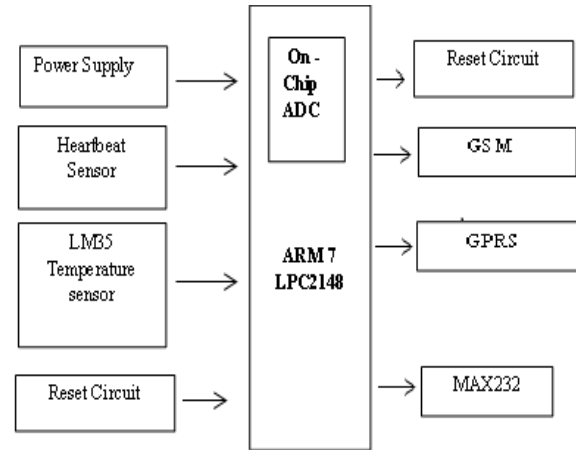 Power Supply
Heartbeat
Sensor
LM35
Temperature
sensor
Reset Circuit
On -
Chip
ADC
ARM 7
LPC2148
Reset Circuit
GSM
GPRS
MAX232